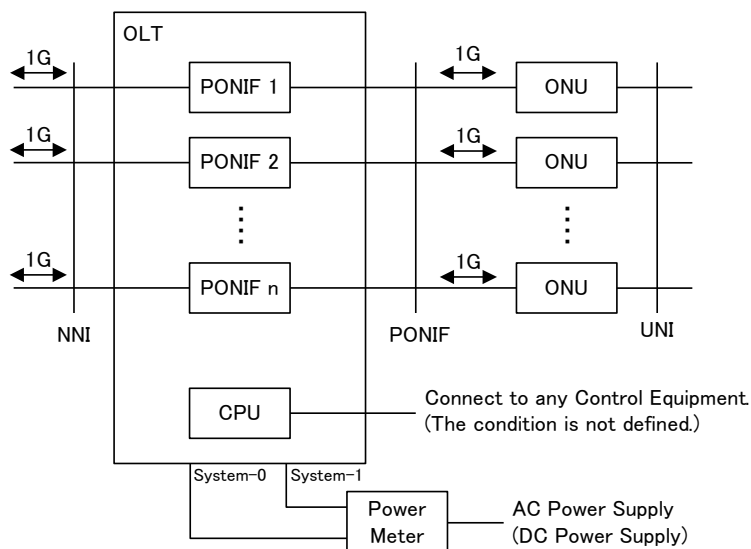 OLT
1G
PONIF 1
1G
ONU
1G
PONIF 2
1G
ONU
1G
PONIF n
1G
ONU
NNI
PONIF
UNI
CPU
Connect to any Control Equipment.
(The condition is not defined.)
System-0
System-1
Power
Meter
AC Power Supply
(DC Power Supply)